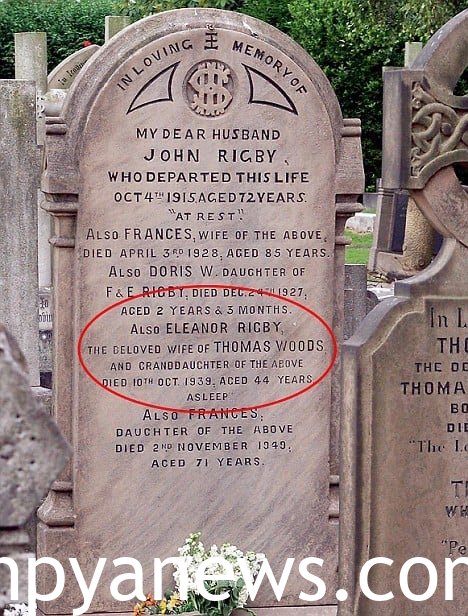 IN LOVING MEMORY OF
IHS
MY DEAR HUSBAND
JOHN RIGBY,
WHO DEPARTED THIS LIFE
OCT 4TH 1915, AGED 72 YEARS.
"AT REST"
ALSO FRANCES, WIFE OF THE ABOVE,
DIED APRIL 3RD 1928, AGED 85 YEARS.
ALSO DORIS W. DAUGHTER OF
F & E RIGBY, DIED DEC. 24TH 1927,
AGED 2 YEARS & 3 MONTHS.
ALSO ELEANOR RIGBY,
THE BELOVED WIFE OF THOMAS WOODS,
AND GRANDDAUGHTER OF THE ABOVE
DIED 10TH OCT. 1939, AGED 44 YEARS.
ASLEEP
ALSO FRANCES,
DAUGHTER OF THE ABOVE
DIED 2ND NOVEMBER 1949,
AGED 71 YEARS.
In L
TH
THE DE
THOMA
BO
DIE
"The L
WH
"Pe
mpyanews.com